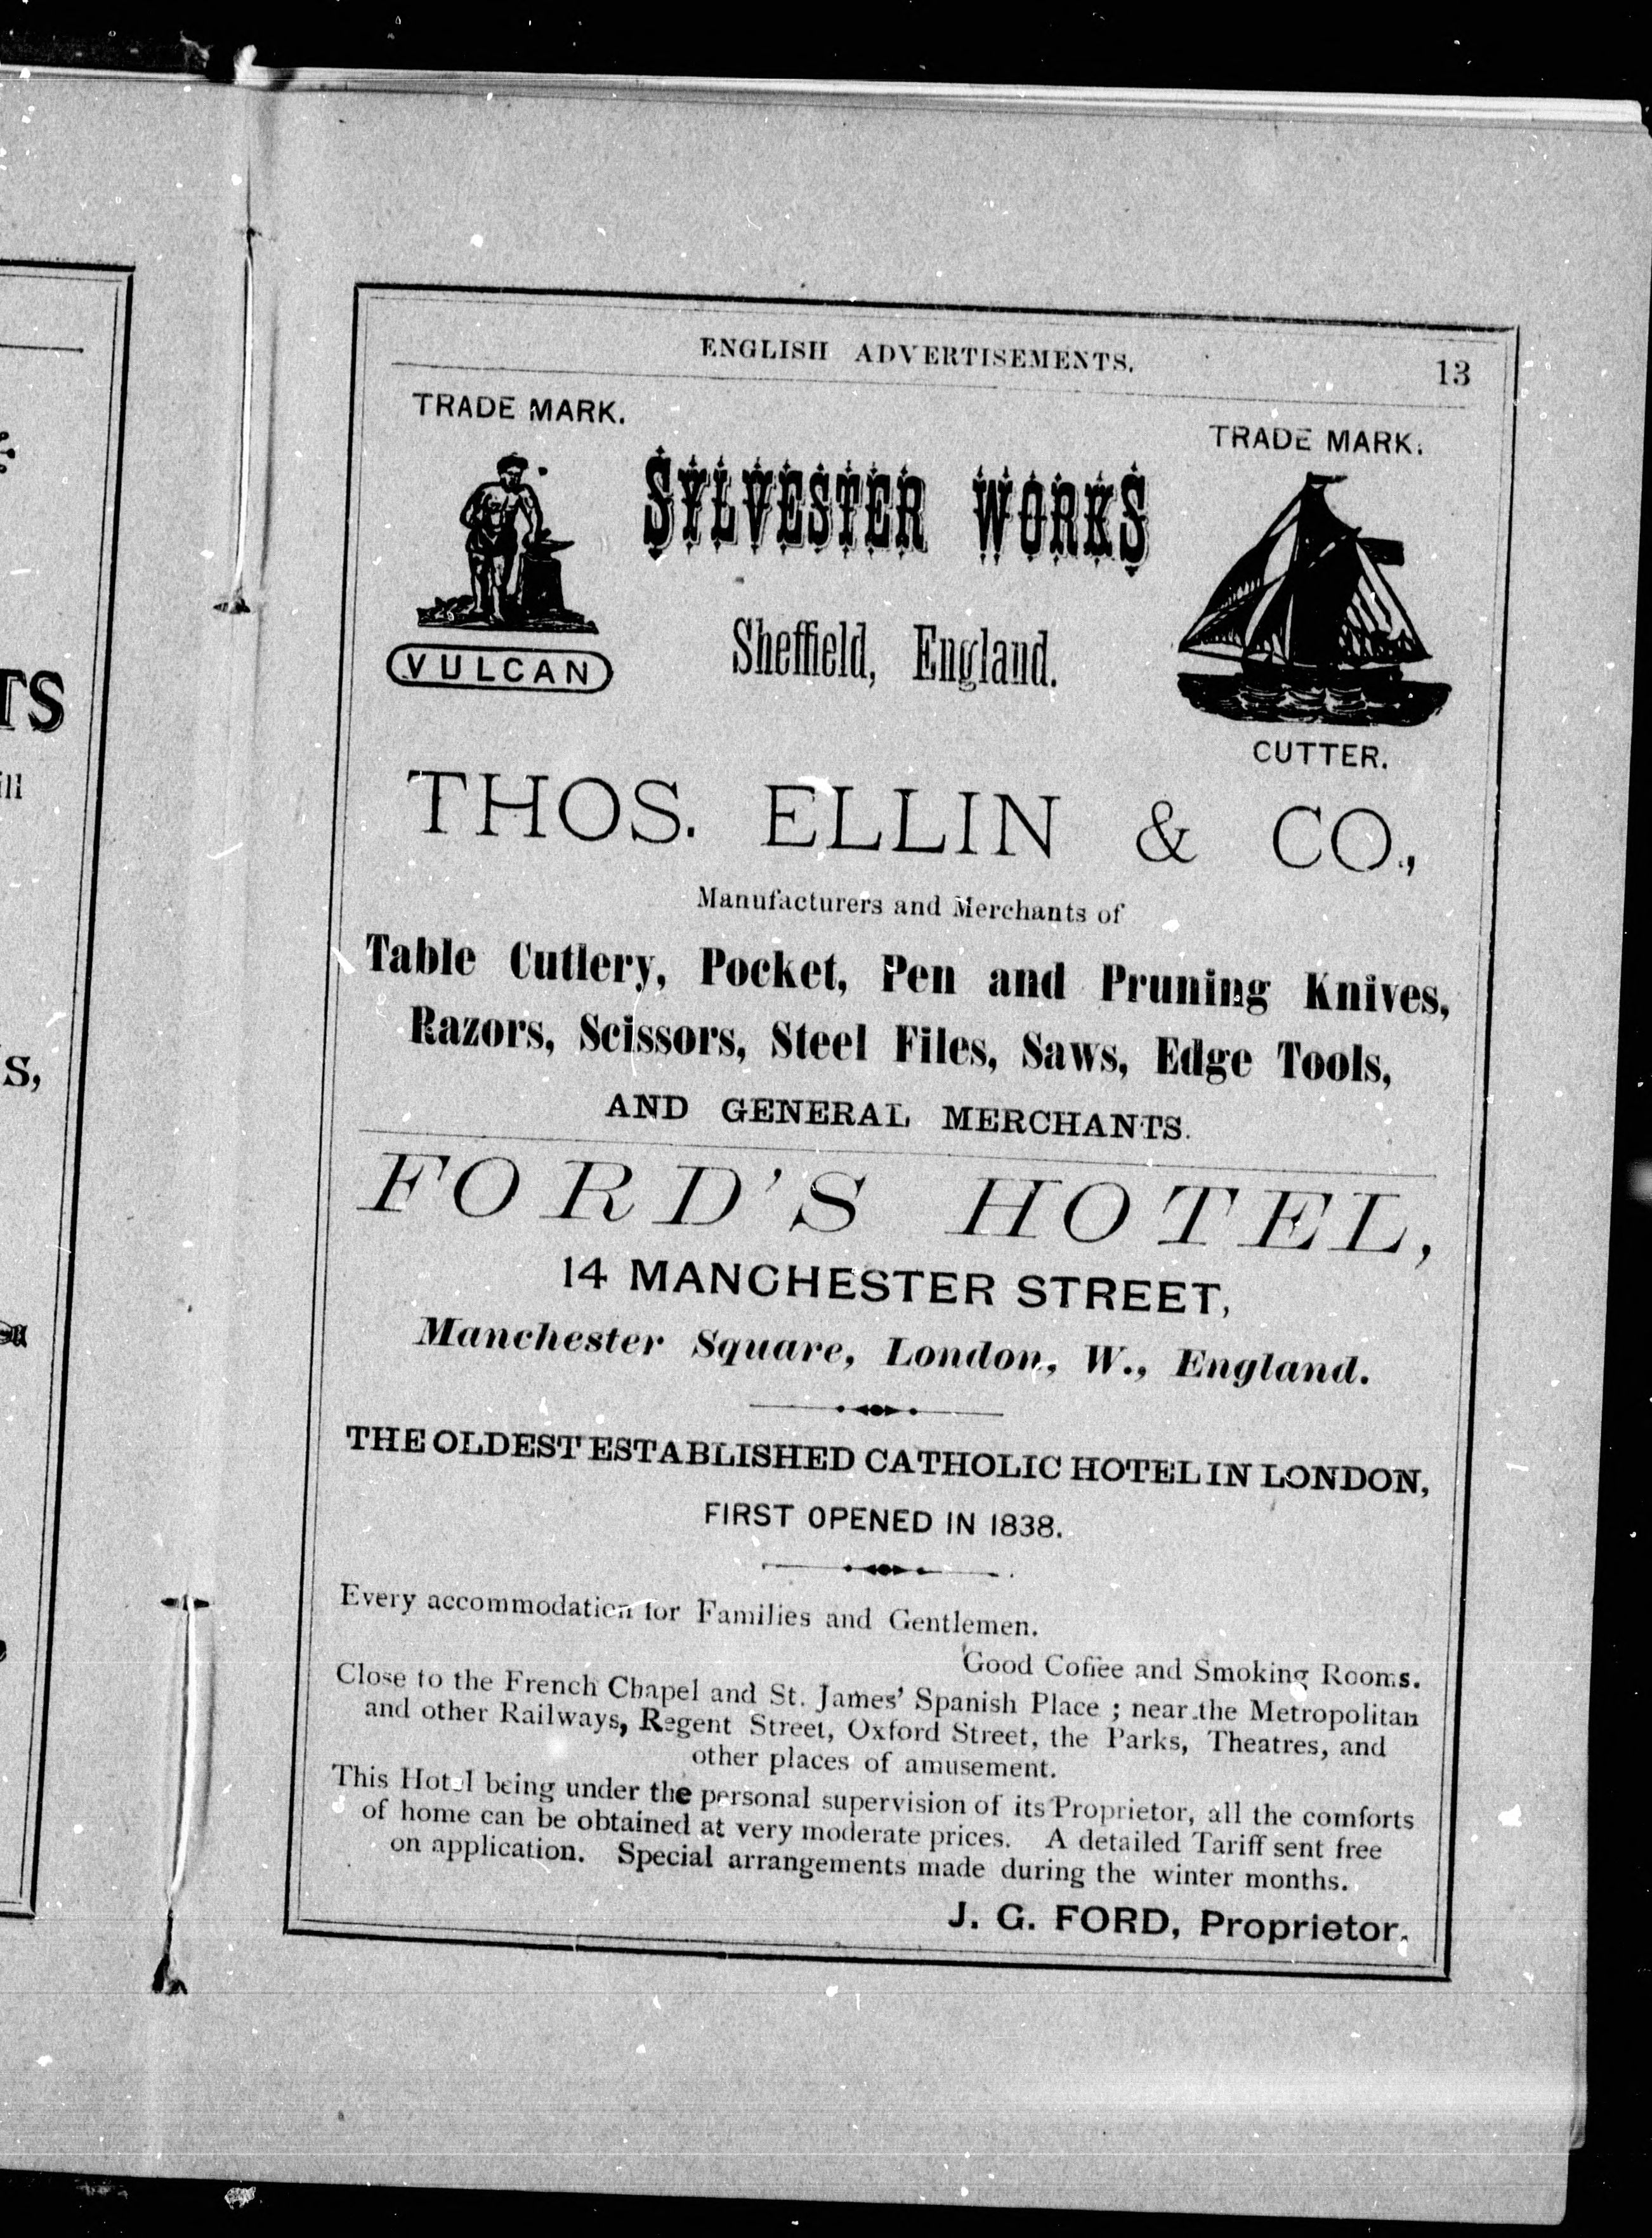 TS
ill
S,
ENGLISH ADVERTISEMENTS. 13
TRADE MARK.
TRADE MARK.
SYLVESTER WORKS
Sheffield, England.
VULCAN
CUTTER.
THOS. ELLIN & CO.,
Manufacturers and Merchants of
Table Cutlery, Pocket, Pen and Pruning Knives,
Razors, Scissors, Steel Files, Saws, Edge Tools,
AND GENERAL MERCHANTS.
FORD'S HOTEL,
14 MANCHESTER STREET,
Manchester Square, London, W., England.
THE OLDEST ESTABLISHED CATHOLIC HOTEL IN LONDON,
FIRST OPENED IN 1838.
Every accommodation for Families and Gentlemen.
Good Coffee and Smoking Rooms.
Close to the French Chapel and St. James' Spanish Place ; near the Metropolitan
and other Railways, Regent Street, Oxford Street, the Parks, Theatres, and
other places of amusement.
This Hotel being under the personal supervision of its Proprietor, all the comforts
of home can be obtained at very moderate prices. A detailed Tariff sent free
on application. Special arrangements made during the winter months.
J. G. FORD, Proprietor.